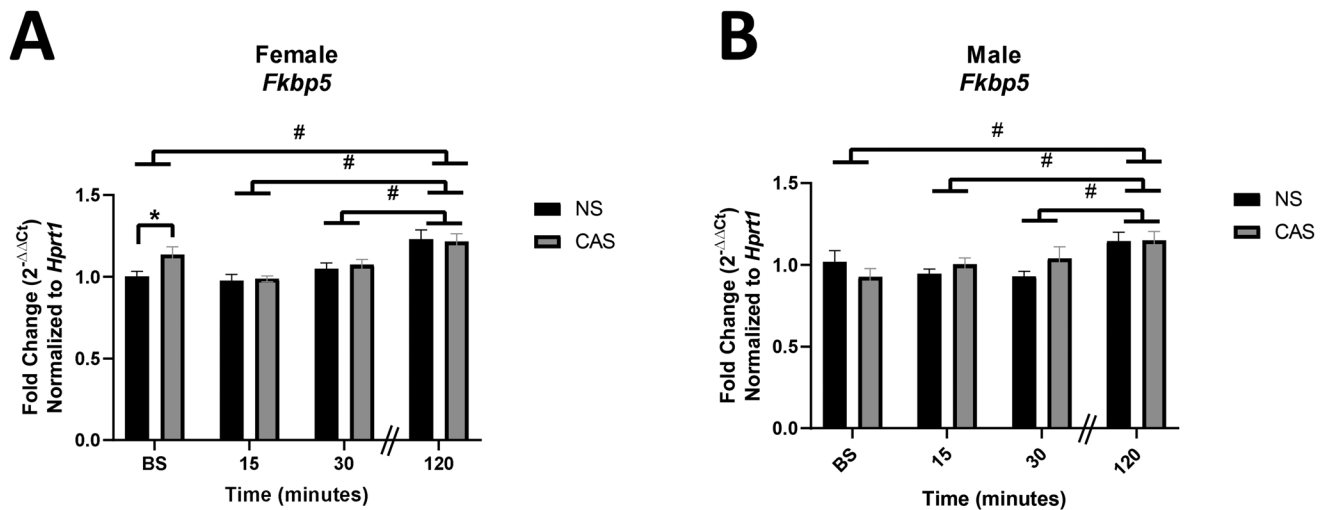 A
Female
Fkbp5
#
#
#
*
Fold Change (2^-ΔΔCt)
Normalized to Hprt1
1.5
1.0
0.5
0.0
BS 15 30 120
Time (minutes)
NS
CAS
B
Male
Fkbp5
#
#
#
Fold Change (2^-ΔΔCt)
Normalized to Hprt1
1.5
1.0
0.5
0.0
BS 15 30 120
Time (minutes)
NS
CAS